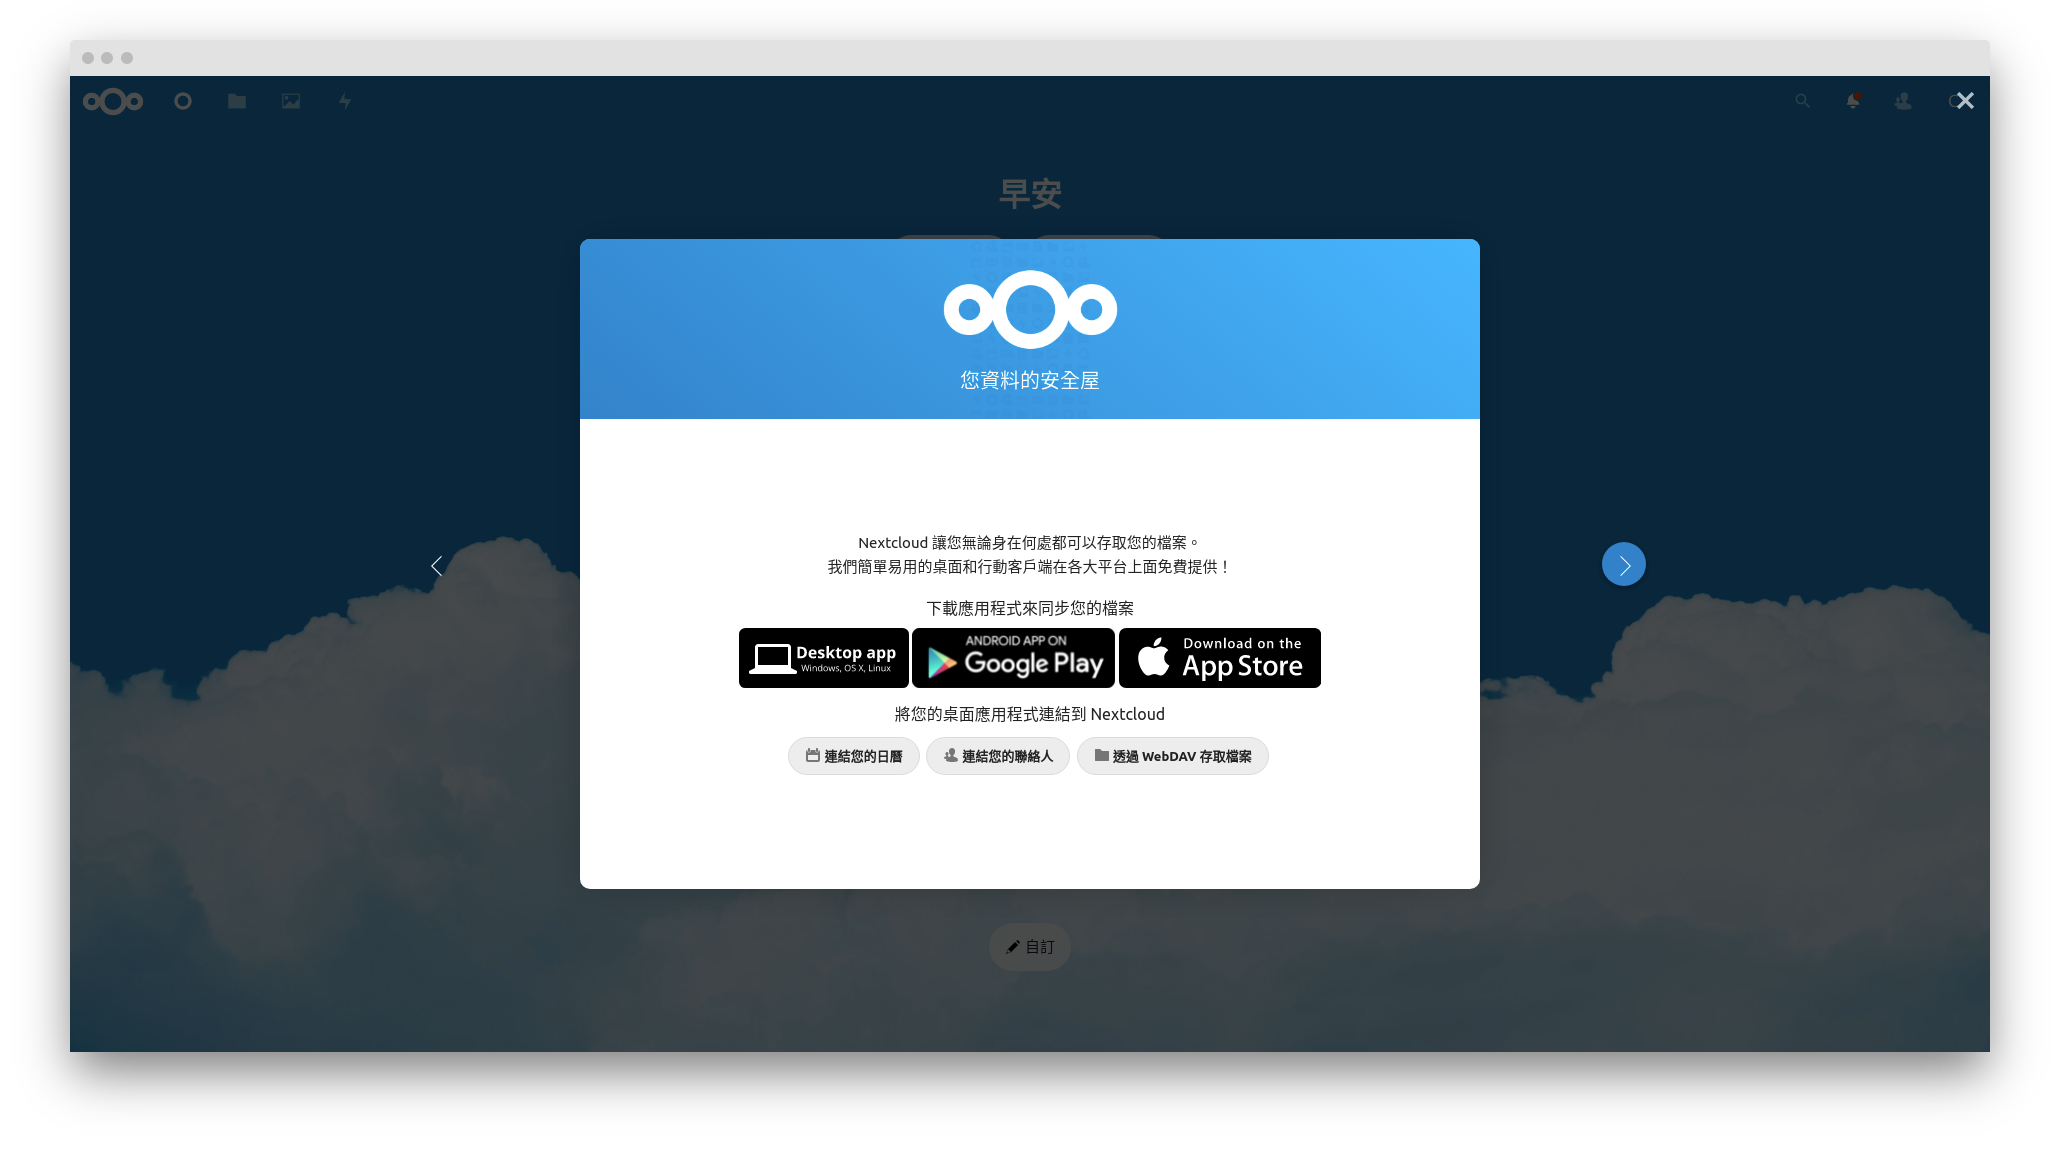 早安
您資料的安全屋
Nextcloud 讓您無論身在何處都可以存取您的檔案。
我們簡單易用的桌面和行動客戶端在各大平台上面免費提供！
下載應用程式來同步您的檔案
Desktop app
Windows, OS X, Linux
ANDROID APP ON
Google Play
Download on the
App Store
將您的桌面應用程式連結到 Nextcloud
連結您的日曆
連結您的聯絡人
透過 WebDAV 存取檔案
自訂